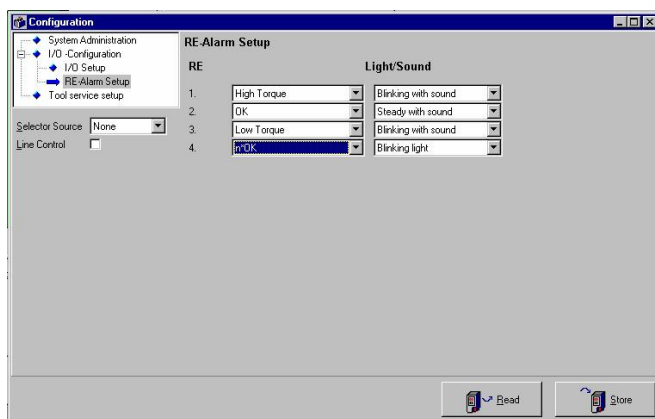 Configuration
System Administration
I/O -Configuration
I/O Setup
RE-Alarm Setup
Tool service setup
Selector Source None
Line Control
RE-Alarm Setup
RE Light/Sound
1. High Torque Blinking with sound
2. OK Steady with sound
3. Low Torque Blinking with sound
4. n*OK Blinking light
Read Store